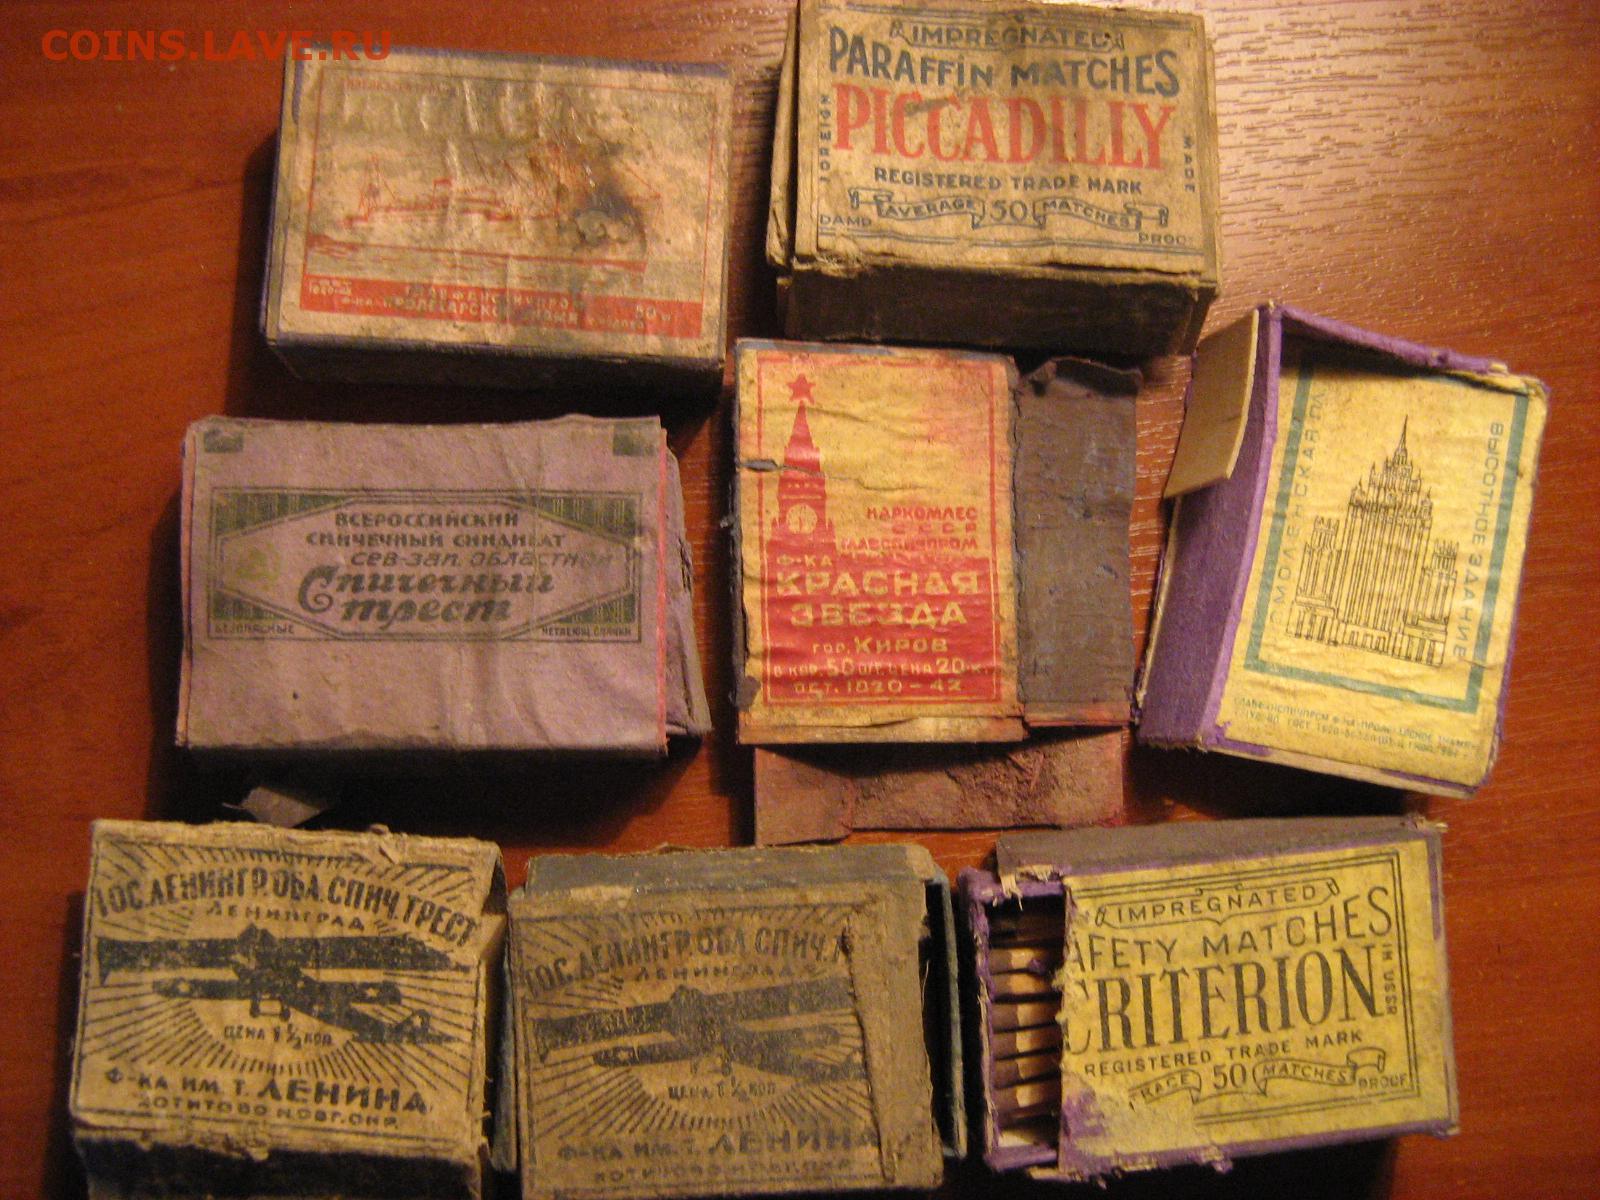 COINS.LAVE.RU
50
IMPREGNATED
PARAFFIN MATCHES
PICCADILLY
FOREIGN
MADE
REGISTERED TRADE MARK
AVERAGE 50 MATCHES
DAMP
PROOF
ВСЕРОССИЙСКИЙ
СПИЧЕЧНЫЙ СИНДИКАТ
СЕВ-ЗАП. ОБЛАСТНОЙ
Спичечный
трест
БЕЗОПАСНЫЕ
НЕТЛЕЮЩ. СПИЧКИ
НАРКОМЛЕС
СССР
ГЛАВСПИЧПРОМ
Ф-КА
КРАСНАЯ
ЗВЕЗДА
ГОР. КИРОВ
В КОР. 50 ШТ. ЦЕНА 20 К.
ОСТ. 1820-42
СМОЛЕНСКАЯ ПЛ
ВЫСОТНОЕ ЗДАНИЕ
ГОС. ЛЕНИНГР. ОБЛ. СПИЧ. ТРЕСТ
ЛЕНИНГРАД
ЦЕНА 1 1/2 КОП
Ф-КА ИМ. Т. ЛЕНИНА
ГОС. ЛЕНИНГР. ОБЛ СПИЧ.
ЛЕНИНГРАД
ЦЕНА 1 1/2 КОП
Ф-КА ИМ. Т. ЛЕНИНА
IMPREGNATED
AFETY MATCHES
CRITERION
IN USSR
REGISTERED TRADE MARK
50 MATCHES
PROOF